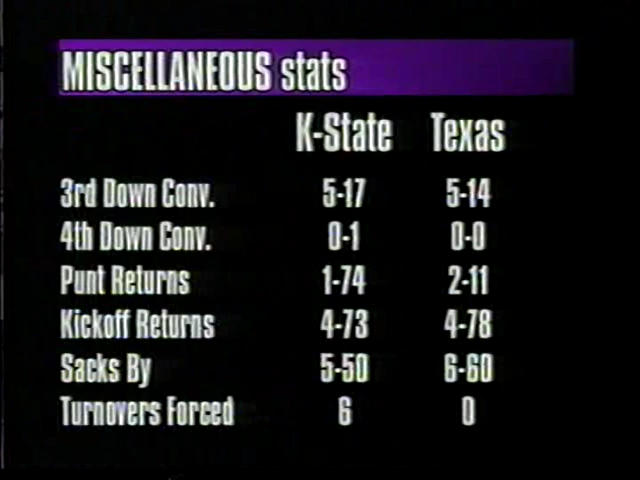 MISCELLANEOUS stats
K-State Texas
3rd Down Conv. 5-17 5-14
4th Down Conv. 0-1 0-0
Punt Returns 1-74 2-11
Kickoff Returns 4-73 4-78
Sacks By 5-50 6-60
Turnovers Forced 6 0